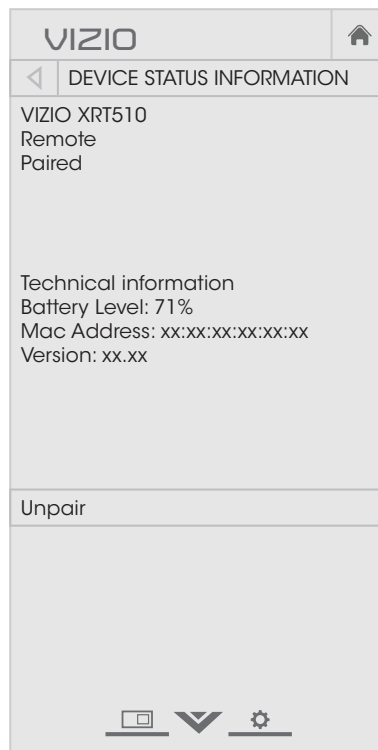 VIZIO
DEVICE STATUS INFORMATION
VIZIO XRT510
Remote
Paired
Technical information
Battery Level: 71%
Mac Address: xx:xx:xx:xx:xx:xx
Version: xx.xx
Unpair